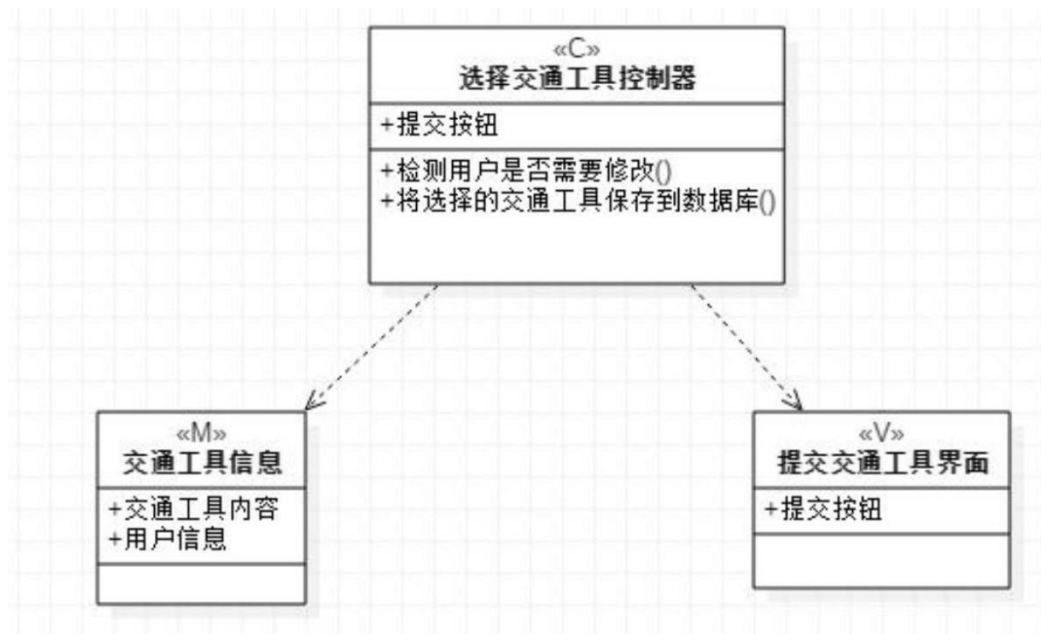 «C»
选择交通工具控制器
+提交按钮
+检测用户是否需要修改()
+将选择的交通工具保存到数据库()
«M»
交通工具信息
+交通工具内容
+用户信息
«V»
提交交通工具界面
+提交按钮